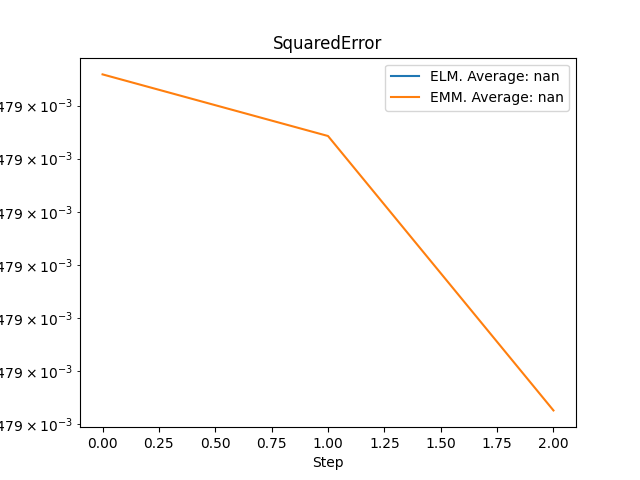 SquaredError
ELM. Average: nan
EMM. Average: nan
479 × 10⁻³
479 × 10⁻³
479 × 10⁻³
479 × 10⁻³
479 × 10⁻³
479 × 10⁻³
479 × 10⁻³
0.00 0.25 0.50 0.75 1.00 1.25 1.50 1.75 2.00
Step